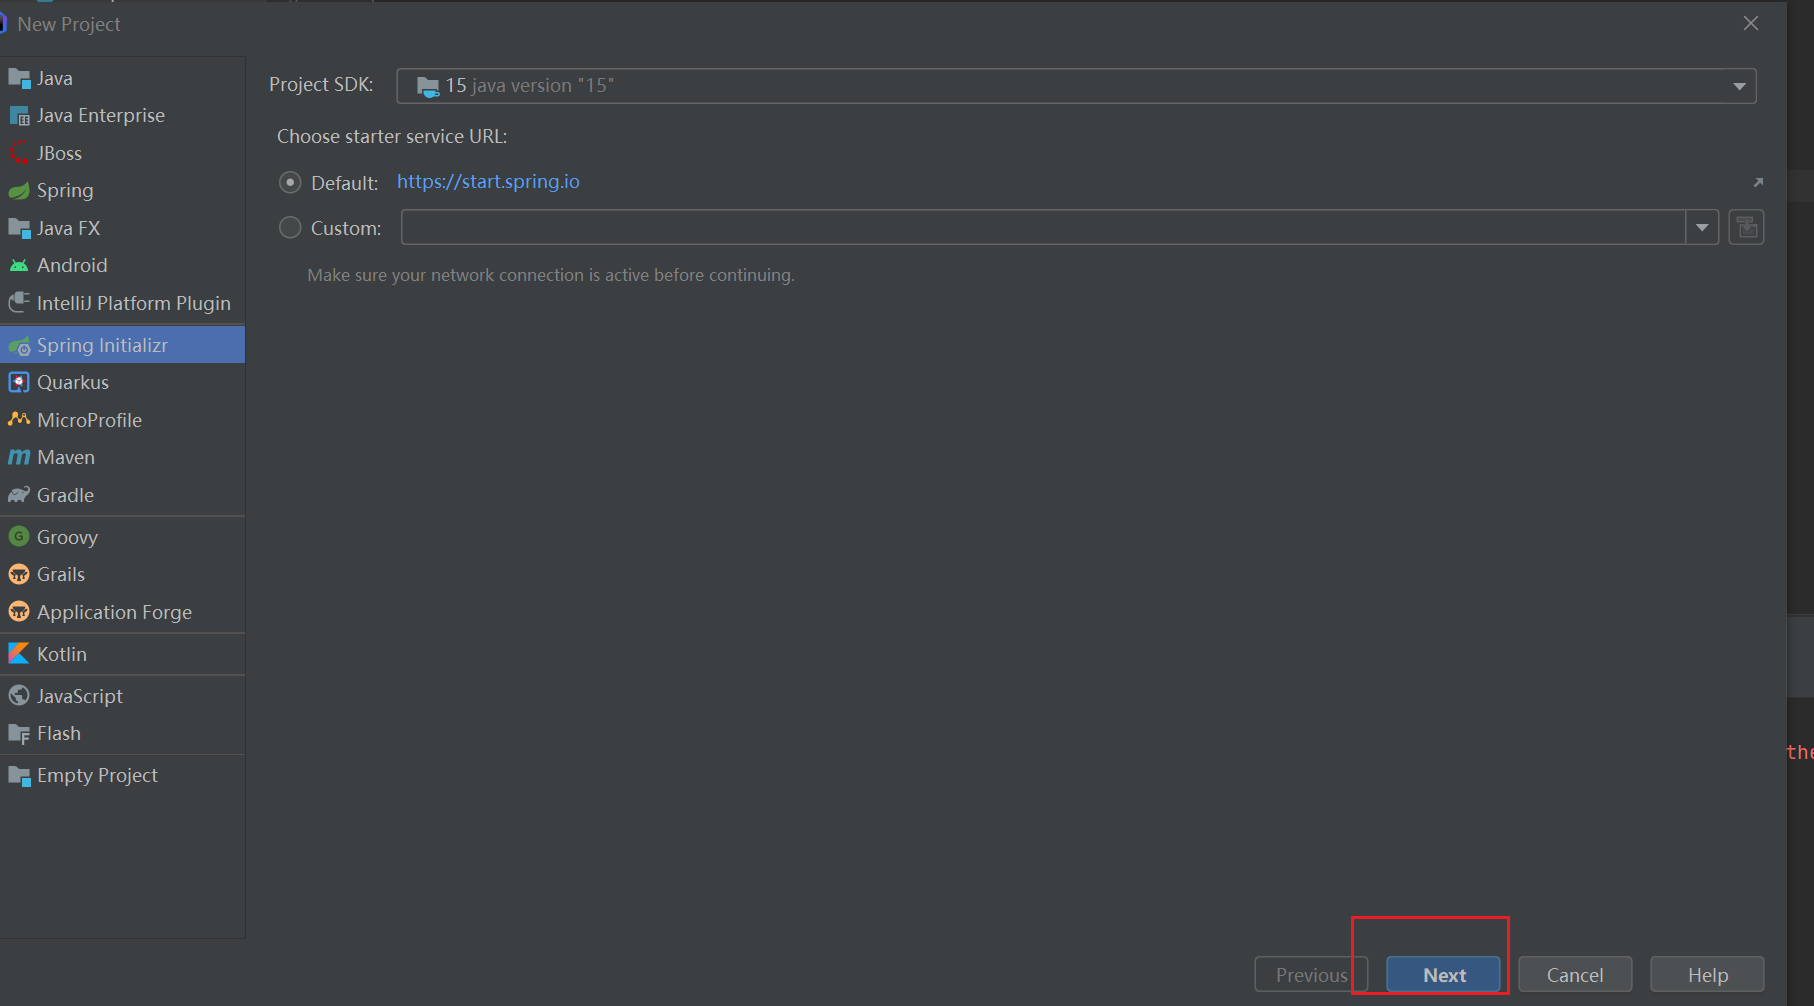 New Project
Java
Java Enterprise
JBoss
Spring
Java FX
Android
IntelliJ Platform Plugin
Spring Initializr
Quarkus
MicroProfile
Maven
Gradle
Groovy
Grails
Application Forge
Kotlin
JavaScript
Flash
Empty Project
Project SDK: 15 java version "15"
Choose starter service URL:
Default: https://start.spring.io
Custom:
Make sure your network connection is active before continuing.
the
Previous Next Cancel Help